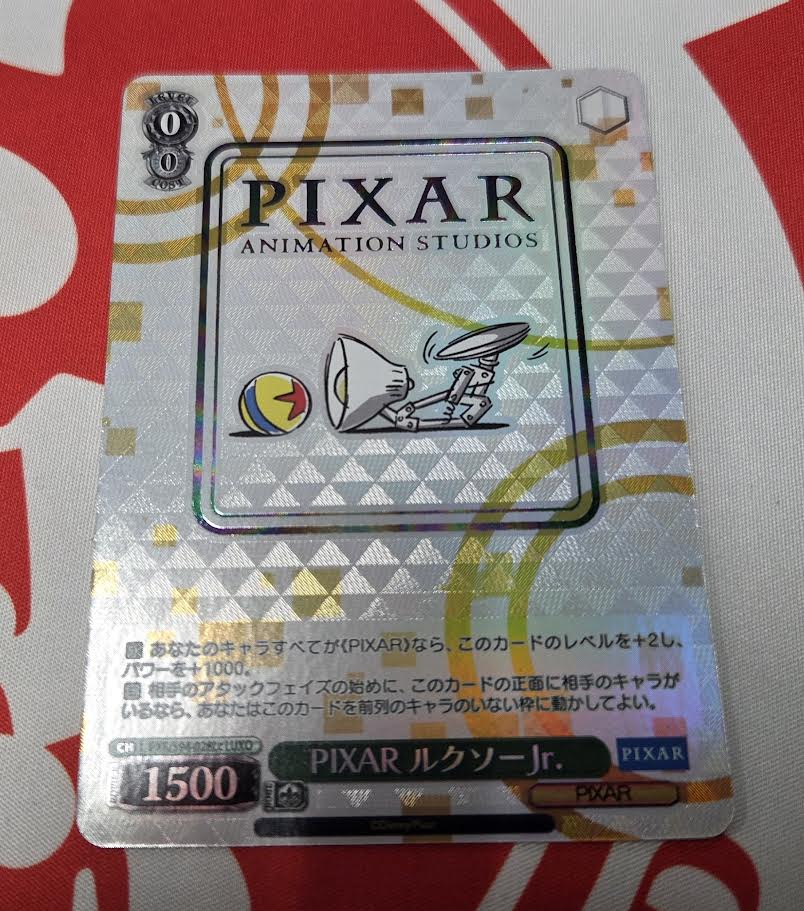 LEVEL
0
0
COST
PIXAR
ANIMATION STUDIOS
あなたのキャラすべてが《PIXAR》なら、このカードのレベルを+2し、
パワーを+1000。
相手のアタックフェイズの始めに、このカードの正面に相手のキャラが
いるなら、あなたはこのカードを前列のキャラのいない枠に動かしてよい。
CH
1500
PIXAR ルクソーJr.
PIXAR
PIXAR